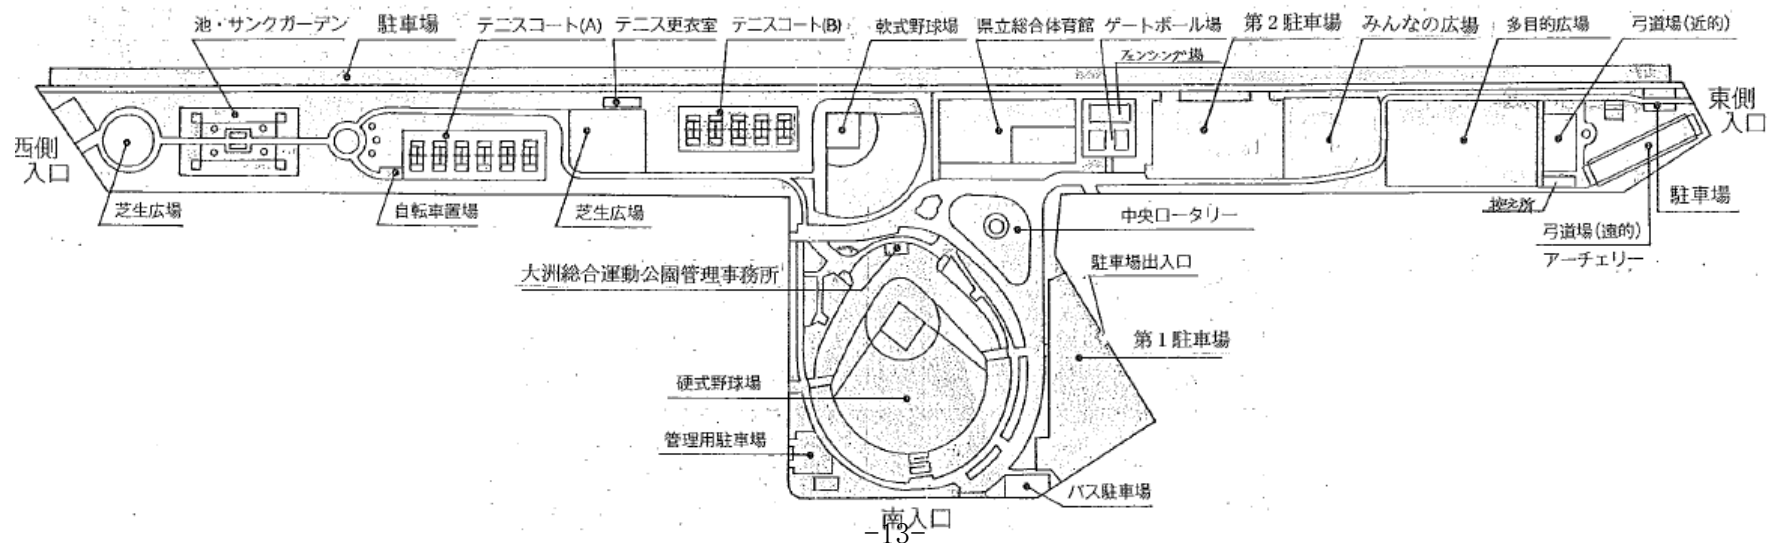 池・サンクガーデン
駐車場
テニスコート(A)
テニス更衣室
テニスコート(B)
軟式野球場
県立総合体育館
ゲートボール場
第2駐車場
みんなの広場
多目的広場
弓道場(近的)
フェンシング場
東側
入口
西側
入口
芝生広場
自転車置場
芝生広場
中央ロータリー
控え所
駐車場
弓道場(遠的)
アーチェリー
大洲総合運動公園管理事務所
駐車場出入口
第1駐車場
硬式野球場
管理用駐車場
バス駐車場
南入口
-13-